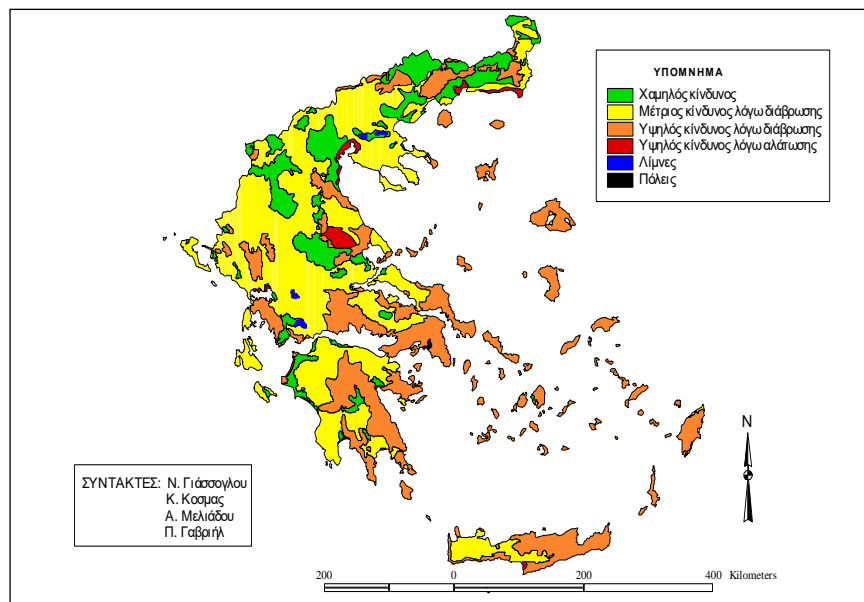 ΥΠΟΜΝΗΜΑ
Χαμηλός κίνδυνος
Μέτριος κίνδυνος λόγω διάβρωσης
Υψηλός κίνδυνος λόγω διάβρωσης
Υψηλός κίνδυνος λόγω αλάτωσης
Λίμνες
Πόλεις
N
ΣΥΝΤΑΚΤΕΣ: Ν. Γιάσσογλου
Κ. Κοσμας
Α. Μελιάδου
Π. Γαβριήλ
200 0 200 400 Kilometers